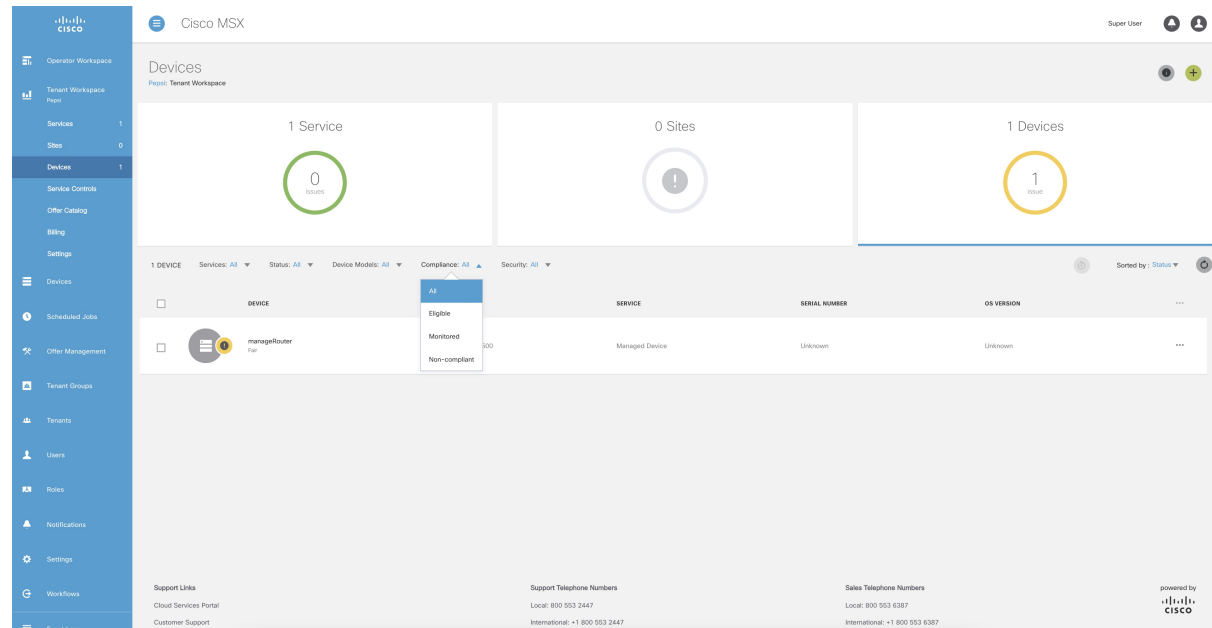 CISCO
Cisco MSX
Super User
Operator Workspace
Tenant Workspace
Pepsi
Services 1
Sites 0
Devices 1
Service Controls
Offer Catalog
Billing
Settings
Devices
Scheduled Jobs
Offer Management
Tenant Groups
Tenants
Users
Roles
Notifications
Settings
Workflows
Devices
Pepsi: Tenant Workspace
1 Service
0
Issues
0 Sites
!
1 Devices
1
Issue
1 DEVICE Services: All Status: All Device Models: All Compliance: All Security: All Sorted by : Status
All
Eligible
Monitored
Non-compliant
DEVICE SERVICE SERIAL NUMBER OS VERSION ...
manageRouter 500 Managed Device Unknown Unknown ...
Fair
Support Links
Cloud Services Portal
Customer Support
Support Telephone Numbers
Local: 800 553 2447
International: +1 800 553 2447
Sales Telephone Numbers
Local: 800 553 6387
International: +1 800 553 6387
powered by
CISCO